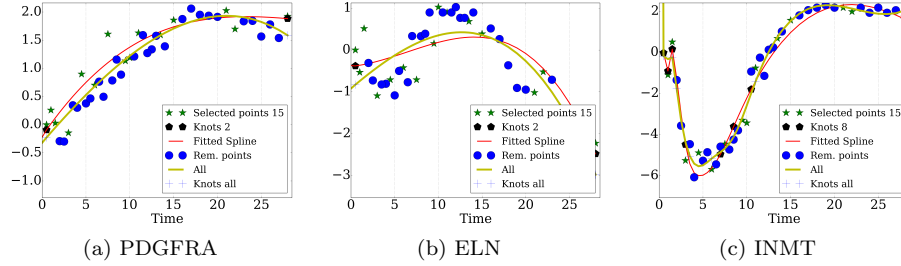 2.0
1.5
1.0
0.5
0.0
−0.5
−1.0
0 5 10 15 20 25
Time
Selected points 15
Knots 2
Fitted Spline
Rem. points
All
Knots all
(a) PDGFRA
1
0
−1
−2
−3
0 5 10 15 20 25
Time
Selected points 15
Knots 2
Fitted Spline
Rem. points
All
Knots all
(b) ELN
2
0
−2
−4
−6
0 5 10 15 20 25
Time
Selected points 15
Knots 8
Fitted Spline
Rem. points
All
Knots all
(c) INMT